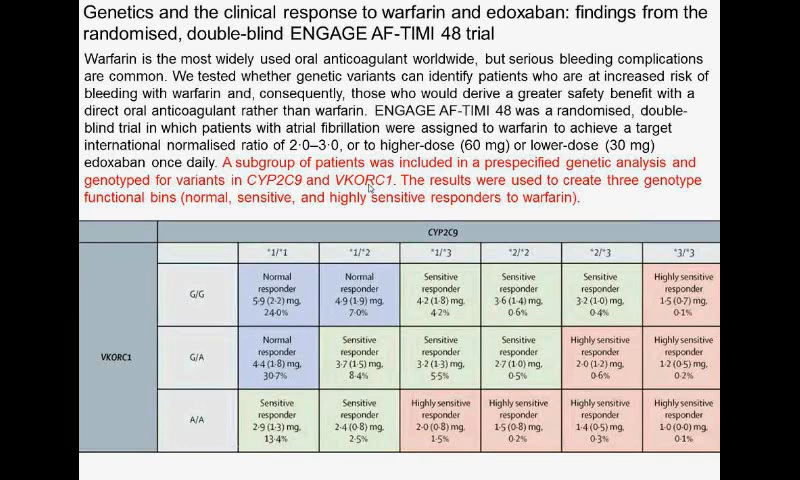 Genetics and the clinical response to warfarin and edoxaban: findings from the
randomised, double-blind ENGAGE AF-TIMI 48 trial
Warfarin is the most widely used oral anticoagulant worldwide, but serious bleeding complications
are common. We tested whether genetic variants can identify patients who are at increased risk of
bleeding with warfarin and, consequently, those who would derive a greater safety benefit with a
direct oral anticoagulant rather than warfarin. ENGAGE AF-TIMI 48 was a randomised, double-
blind trial in which patients with atrial fibrillation were assigned to warfarin to achieve a target
international normalised ratio of 2·0–3·0, or to higher-dose (60 mg) or lower-dose (30 mg)
edoxaban once daily. A subgroup of patients was included in a prespecified genetic analysis and
genotyped for variants in CYP2C9 and VKORC1. The results were used to create three genotype
functional bins (normal, sensitive, and highly sensitive responders to warfarin).
CYP2C9
*1/*1 *1/*2 *1/*3 *2/*2 *2/*3 *3/*3
VKORC1
G/G
Normal
responder
5·9 (2·2) mg,
24·0%
Normal
responder
4·9 (1·9) mg,
7·0%
Sensitive
responder
4·2 (1·8) mg,
4·2%
Sensitive
responder
3·6 (1·4) mg,
0·6%
Sensitive
responder
3·2 (1·0) mg,
0·4%
Highly sensitive
responder
1·5 (0·7) mg,
0·1%
G/A
Normal
responder
4·4 (1·8) mg,
30·7%
Sensitive
responder
3·7 (1·5) mg,
8·4%
Sensitive
responder
3·2 (1·3) mg,
5·5%
Sensitive
responder
2·7 (1·0) mg,
0·5%
Highly sensitive
responder
2·0 (1·2) mg,
0·6%
Highly sensitive
responder
1·2 (0·5) mg,
0·2%
A/A
Sensitive
responder
2·9 (1·3) mg,
13·4%
Sensitive
responder
2·4 (0·8) mg,
2·5%
Highly sensitive
responder
2·0 (0·8) mg,
1·5%
Highly sensitive
responder
1·5 (0·8) mg,
0·2%
Highly sensitive
responder
1·4 (0·5) mg,
0·3%
Highly sensitive
responder
1·0 (0·0) mg,
0·1%